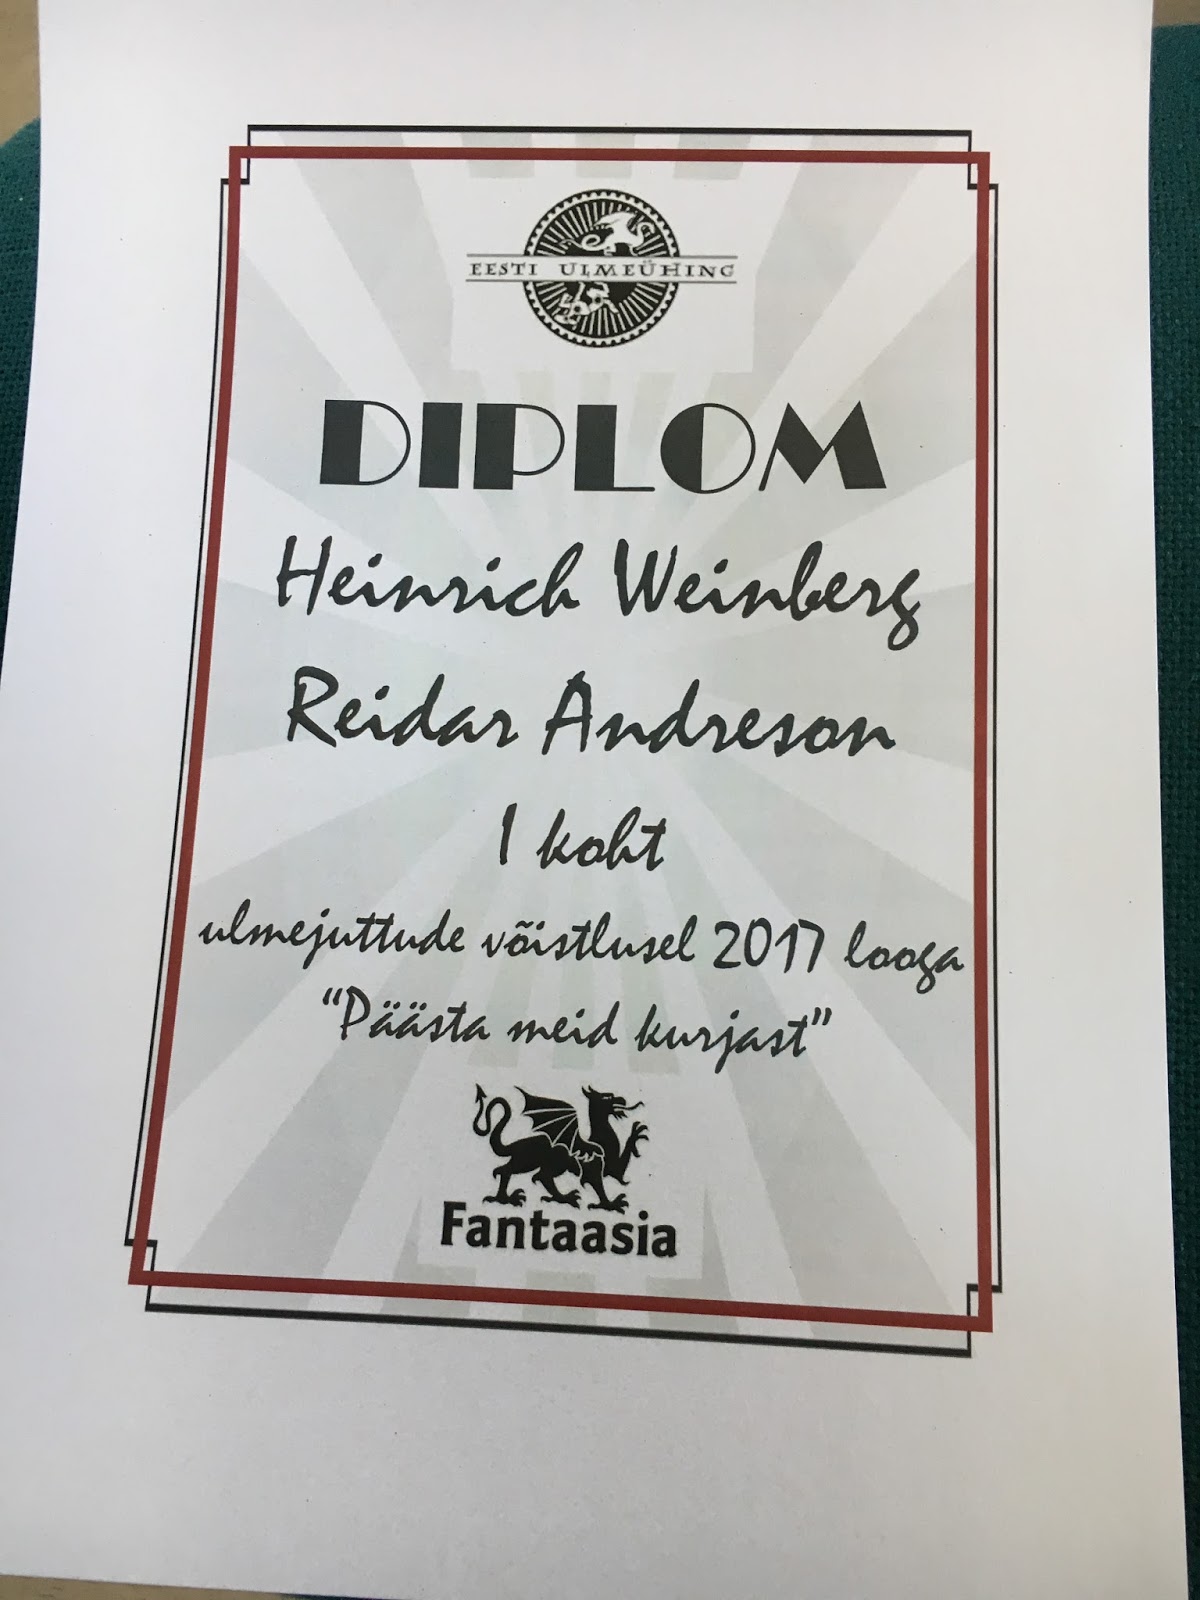 EESTI ULMEÜHING
DIPLOM
Heinrich Weinberg
Reidar Andreson
I koht
ulmejuttude võistlusel 2017 looga
“Päästa meid kurjast”
Fantaasia